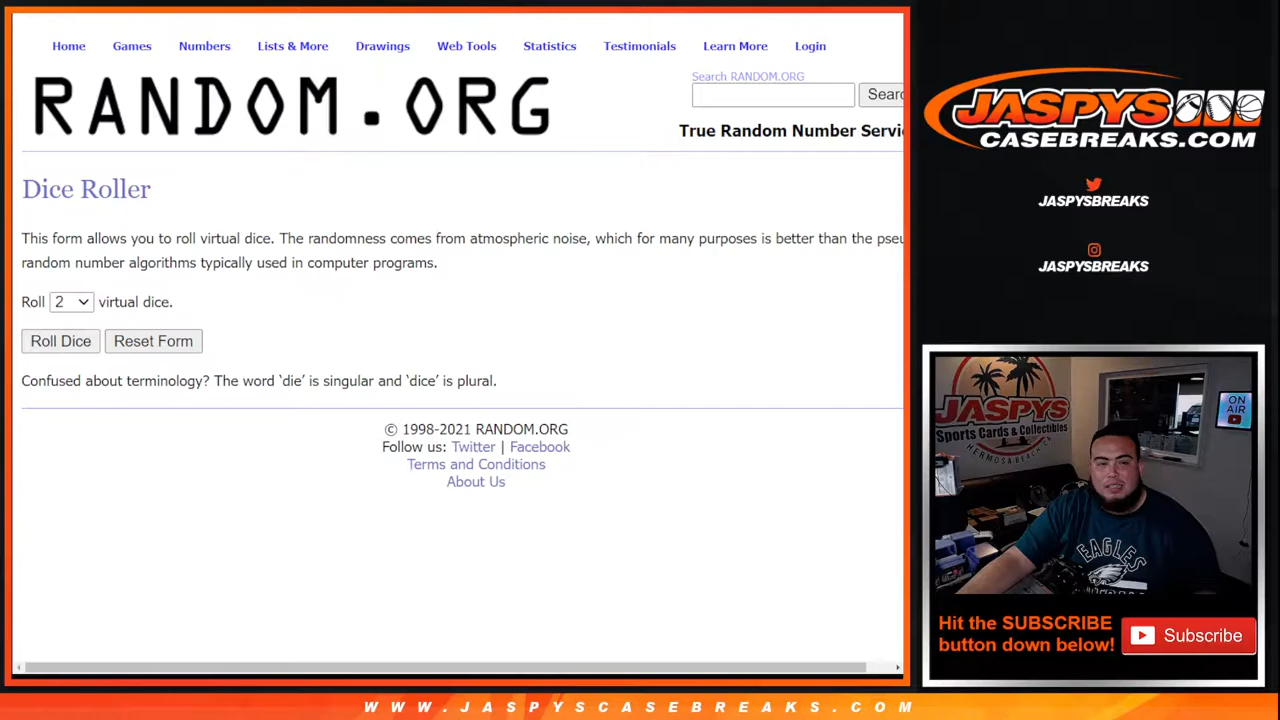 Home Games Numbers Lists & More Drawings Web Tools Statistics Testimonials Learn More Login
RANDOM.ORG
Search RANDOM.ORG
Searc
True Random Number Servi
Dice Roller
This form allows you to roll virtual dice. The randomness comes from atmospheric noise, which for many purposes is better than the pseu
random number algorithms typically used in computer programs.
Roll 2 virtual dice.
Roll Dice Reset Form
Confused about terminology? The word ‘die’ is singular and ‘dice’ is plural.
© 1998-2021 RANDOM.ORG
Follow us: Twitter | Facebook
Terms and Conditions
About Us
JASPYS
CASEBREAKS.COM
JASPYSBREAKS
JASPYSBREAKS
JASPYS
Sports Cards & Collectibles
HERMOSA BEACH CA
ON
AIR
EAGLES
Hit the SUBSCRIBE
button down below!
Subscribe
WWW.JASPYSCASEBREAKS.COM